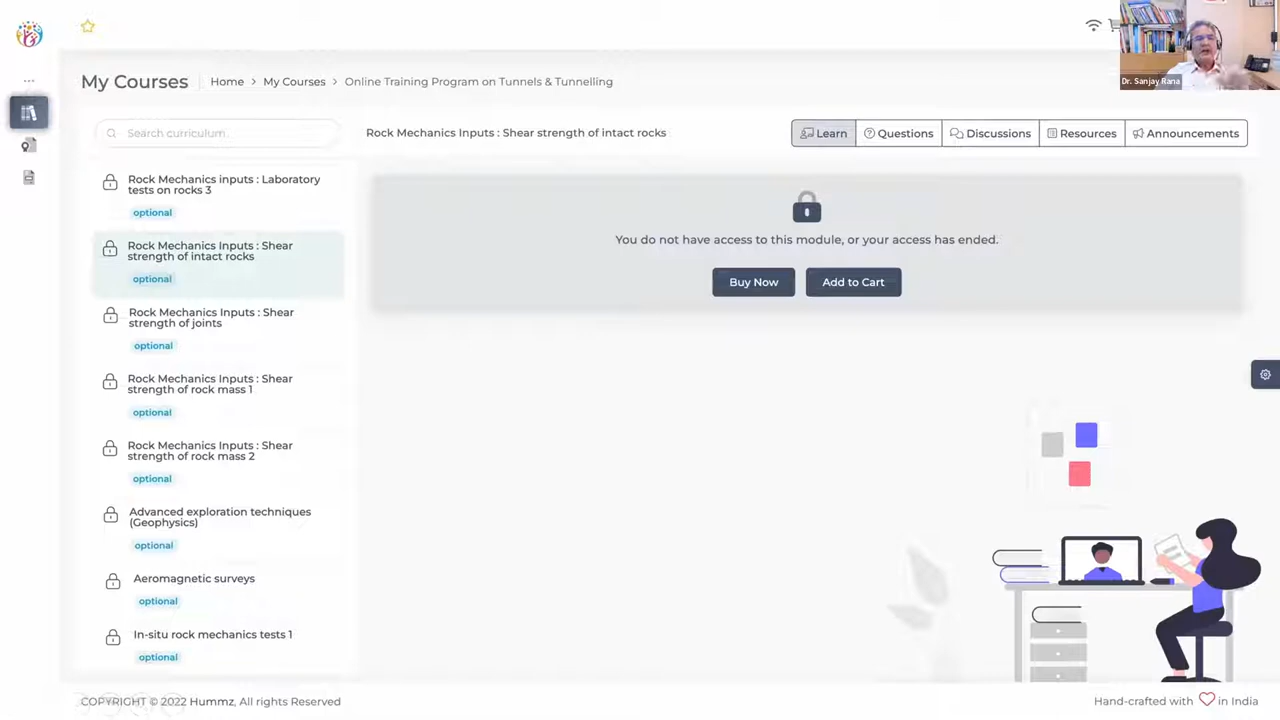 Dr. Sanjay Rana
My Courses
Home > My Courses > Online Training Program on Tunnels & Tunnelling
Search curriculum..
Rock Mechanics Inputs : Shear strength of intact rocks
Learn
Questions
Discussions
Resources
Announcements
Rock Mechanics inputs : Laboratory
tests on rocks 3
optional
Rock Mechanics Inputs : Shear
strength of intact rocks
optional
Rock Mechanics Inputs : Shear
strength of joints
optional
Rock Mechanics Inputs : Shear
strength of rock mass 1
optional
Rock Mechanics Inputs : Shear
strength of rock mass 2
optional
Advanced exploration techniques
(Geophysics)
optional
Aeromagnetic surveys
optional
In-situ rock mechanics tests 1
optional
You do not have access to this module, or your access has ended.
Buy Now
Add to Cart
COPYRIGHT © 2022 Hummz, All rights Reserved
Hand-crafted with ♡ in India